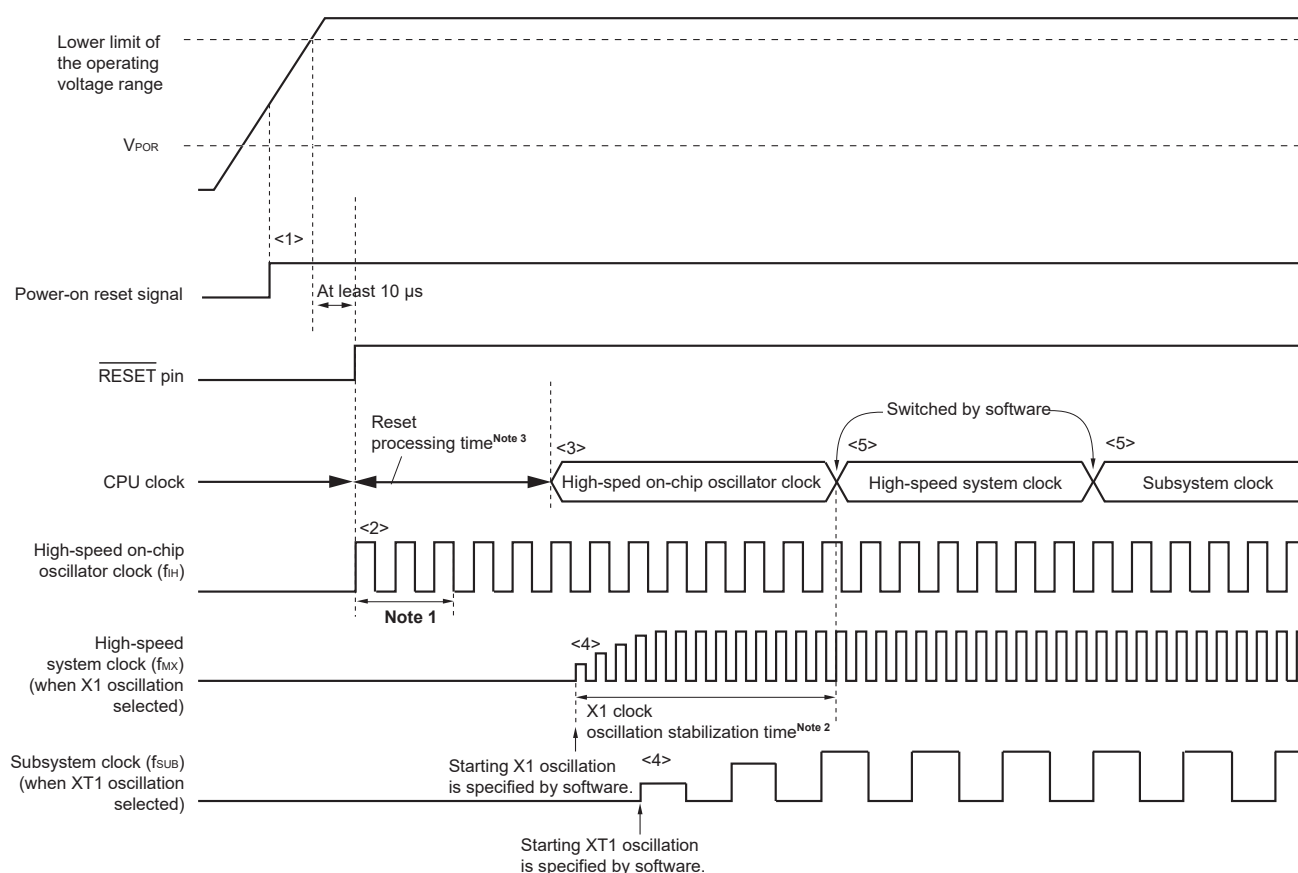 Lower limit of
the operating
voltage range
VPOR
<1>
Power-on reset signal
At least 10 μs
RESET pin
Reset
processing time Note 3
Switched by software
<3>
<5>
<5>
CPU clock
High-sped on-chip oscillator clock
High-speed system clock
Subsystem clock
<2>
High-speed on-chip
oscillator clock (fIH)
Note 1
High-speed
system clock (fMX)
(when X1 oscillation
selected)
<4>
X1 clock
oscillation stabilization time Note 2
Starting X1 oscillation
is specified by software.
Subsystem clock (fSUB)
(when XT1 oscillation
selected)
<4>
Starting XT1 oscillation
is specified by software.